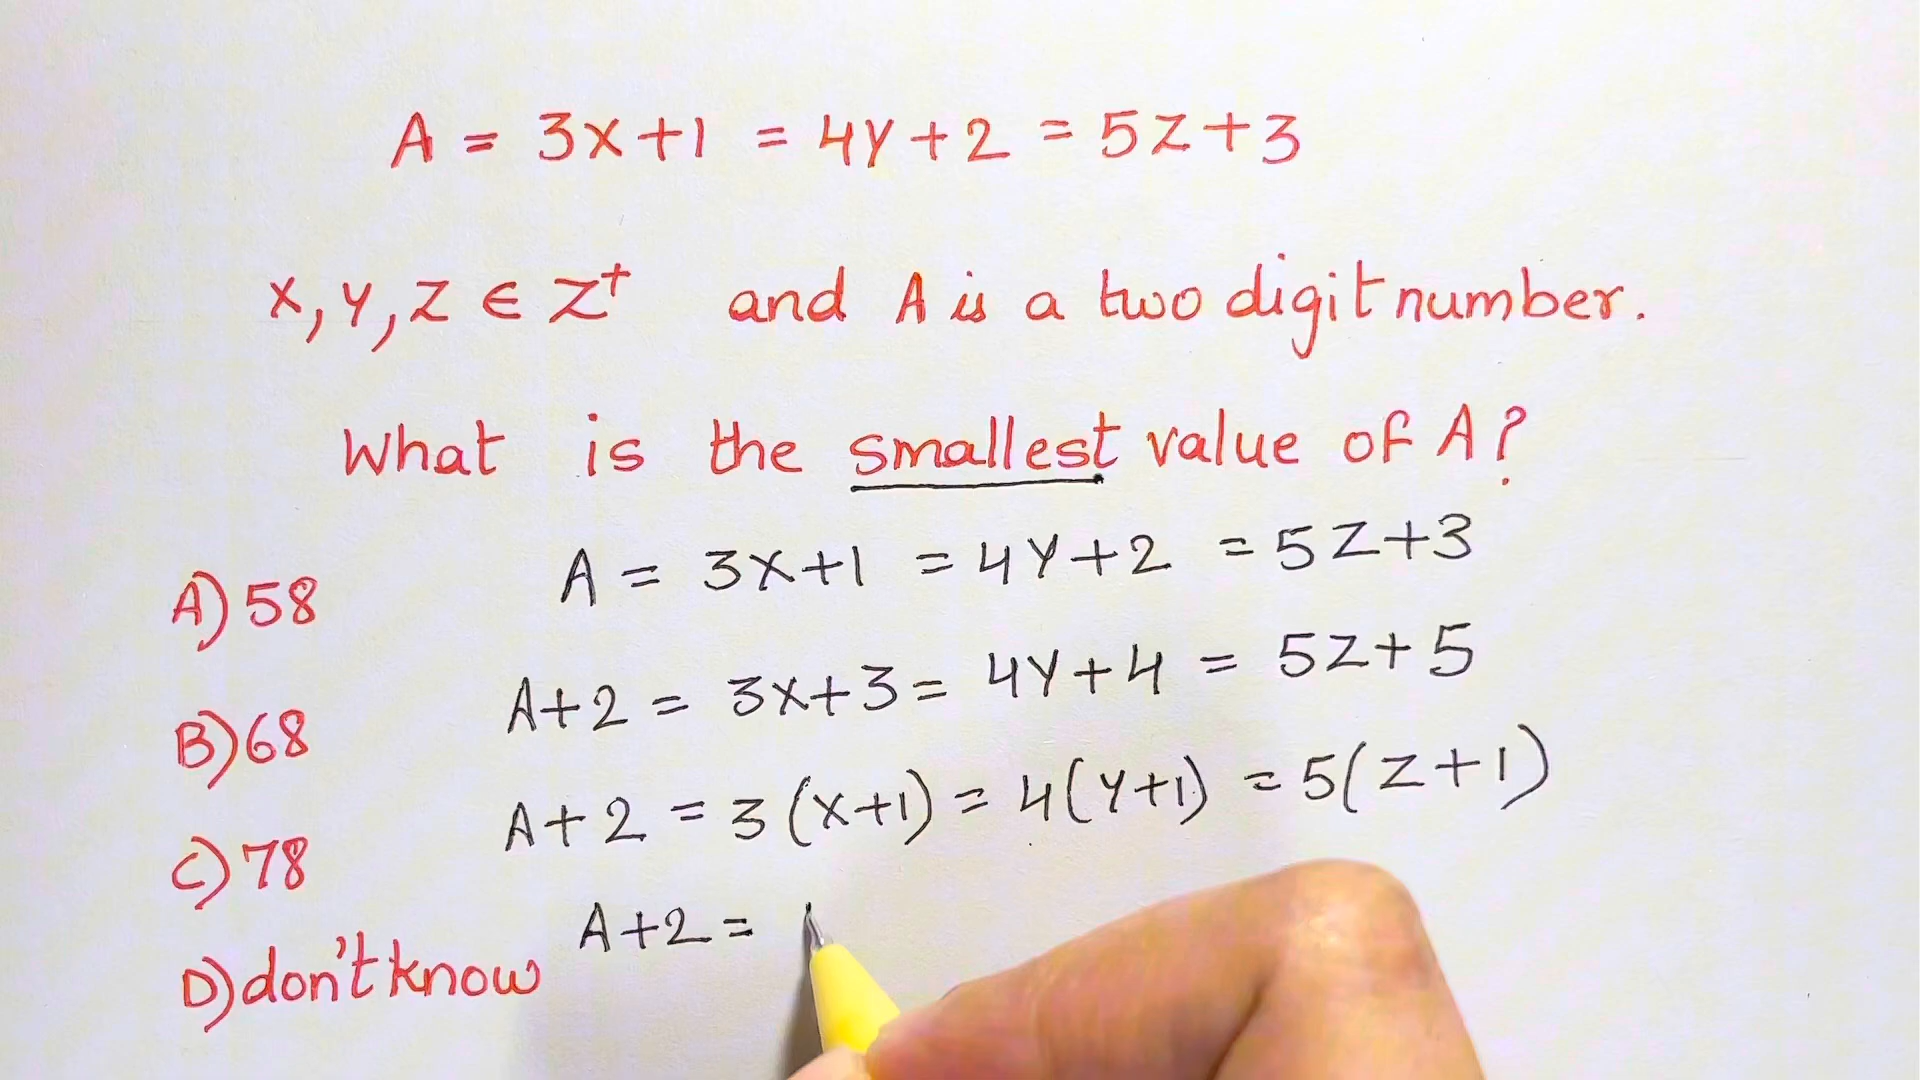 A = 3x+1 = 4y+2 = 5z+3
x,y,z ∈ Z⁺ and A is a two digit number.
What is the smallest value of A?
A = 3x+1 = 4y+2 = 5z+3
A) 58
A+2 = 3x+3 = 4y+4 = 5z+5
B) 68
A+2 = 3(x+1) = 4(y+1) = 5(z+1)
C) 78
A+2 =
D) don't know